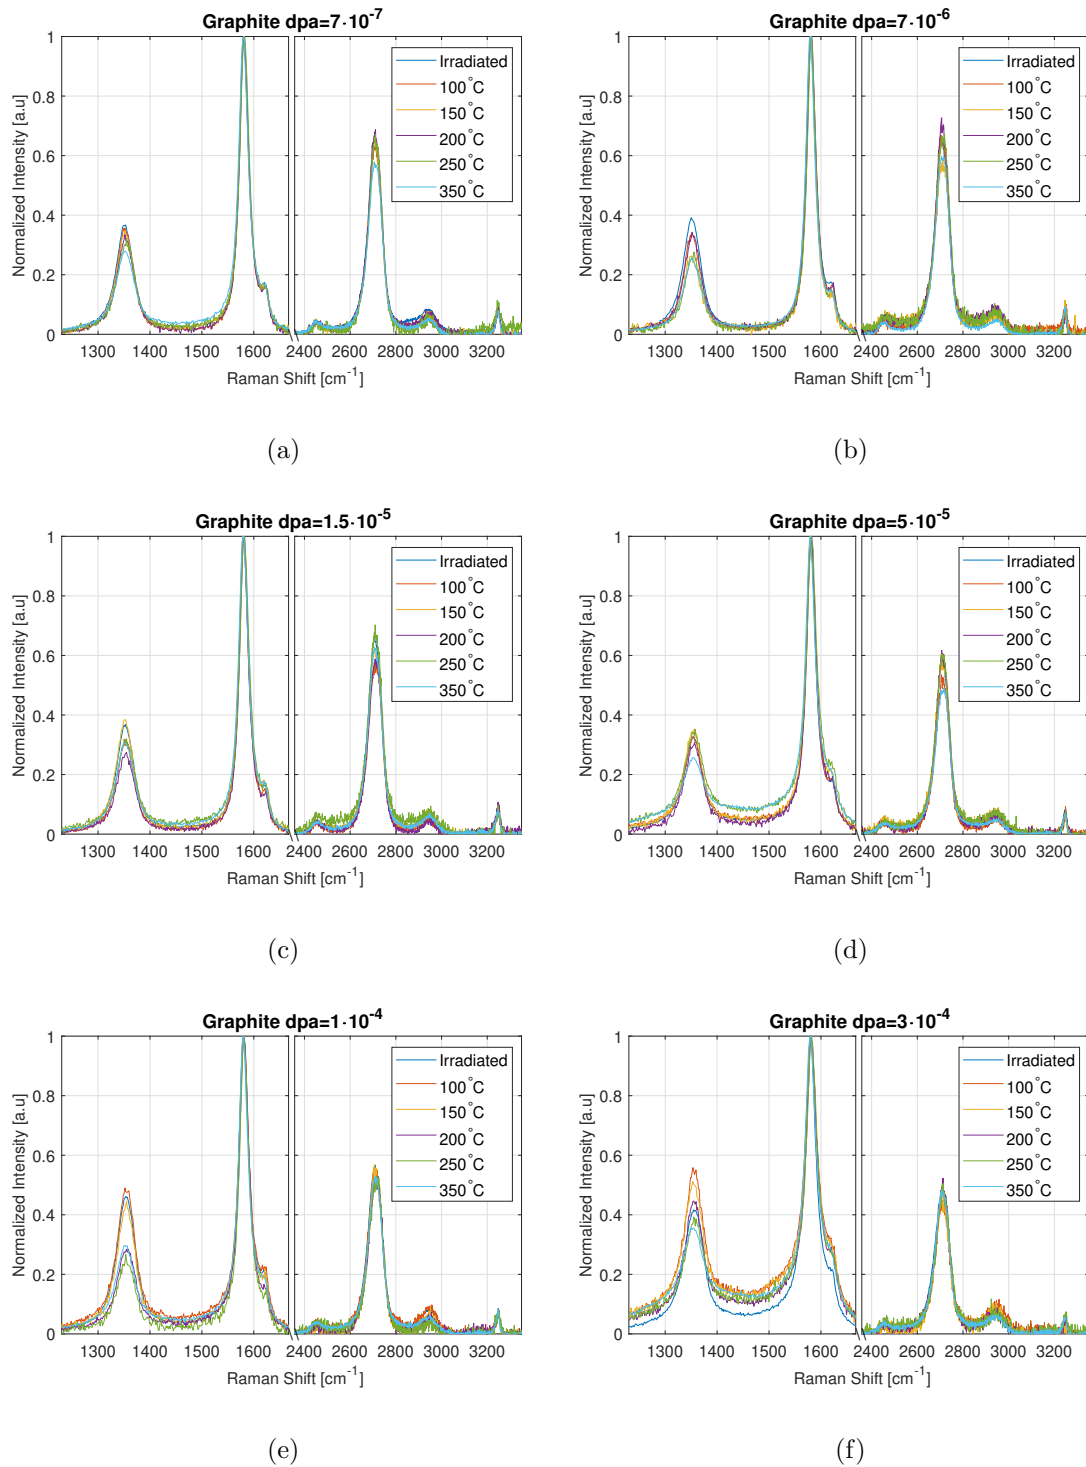 Graphite dpa=7·10⁻⁷
Normalized Intensity [a.u]
1
0.8
0.6
0.4
0.2
0
1300 1400 1500 1600 2400 2600 2800 3000 3200
Raman Shift [cm⁻¹]
Irradiated
100°C
150°C
200°C
250°C
350°C
(a)
Graphite dpa=7·10⁻⁶
Normalized Intensity [a.u]
1
0.8
0.6
0.4
0.2
0
1300 1400 1500 1600 2400 2600 2800 3000 3200
Raman Shift [cm⁻¹]
Irradiated
100°C
150°C
200°C
250°C
350°C
(b)
Graphite dpa=1.5·10⁻⁵
Normalized Intensity [a.u]
1
0.8
0.6
0.4
0.2
0
1300 1400 1500 1600 2400 2600 2800 3000 3200
Raman Shift [cm⁻¹]
Irradiated
100°C
150°C
200°C
250°C
350°C
(c)
Graphite dpa=5·10⁻⁵
Normalized Intensity [a.u]
1
0.8
0.6
0.4
0.2
0
1300 1400 1500 1600 2400 2600 2800 3000 3200
Raman Shift [cm⁻¹]
Irradiated
100°C
150°C
200°C
250°C
350°C
(d)
Graphite dpa=1·10⁻⁴
Normalized Intensity [a.u]
1
0.8
0.6
0.4
0.2
0
1300 1400 1500 1600 2400 2600 2800 3000 3200
Raman Shift [cm⁻¹]
Irradiated
100°C
150°C
200°C
250°C
350°C
(e)
Graphite dpa=3·10⁻⁴
Normalized Intensity [a.u]
1
0.8
0.6
0.4
0.2
0
1300 1400 1500 1600 2400 2600 2800 3000 3200
Raman Shift [cm⁻¹]
Irradiated
100°C
150°C
200°C
250°C
350°C
(f)